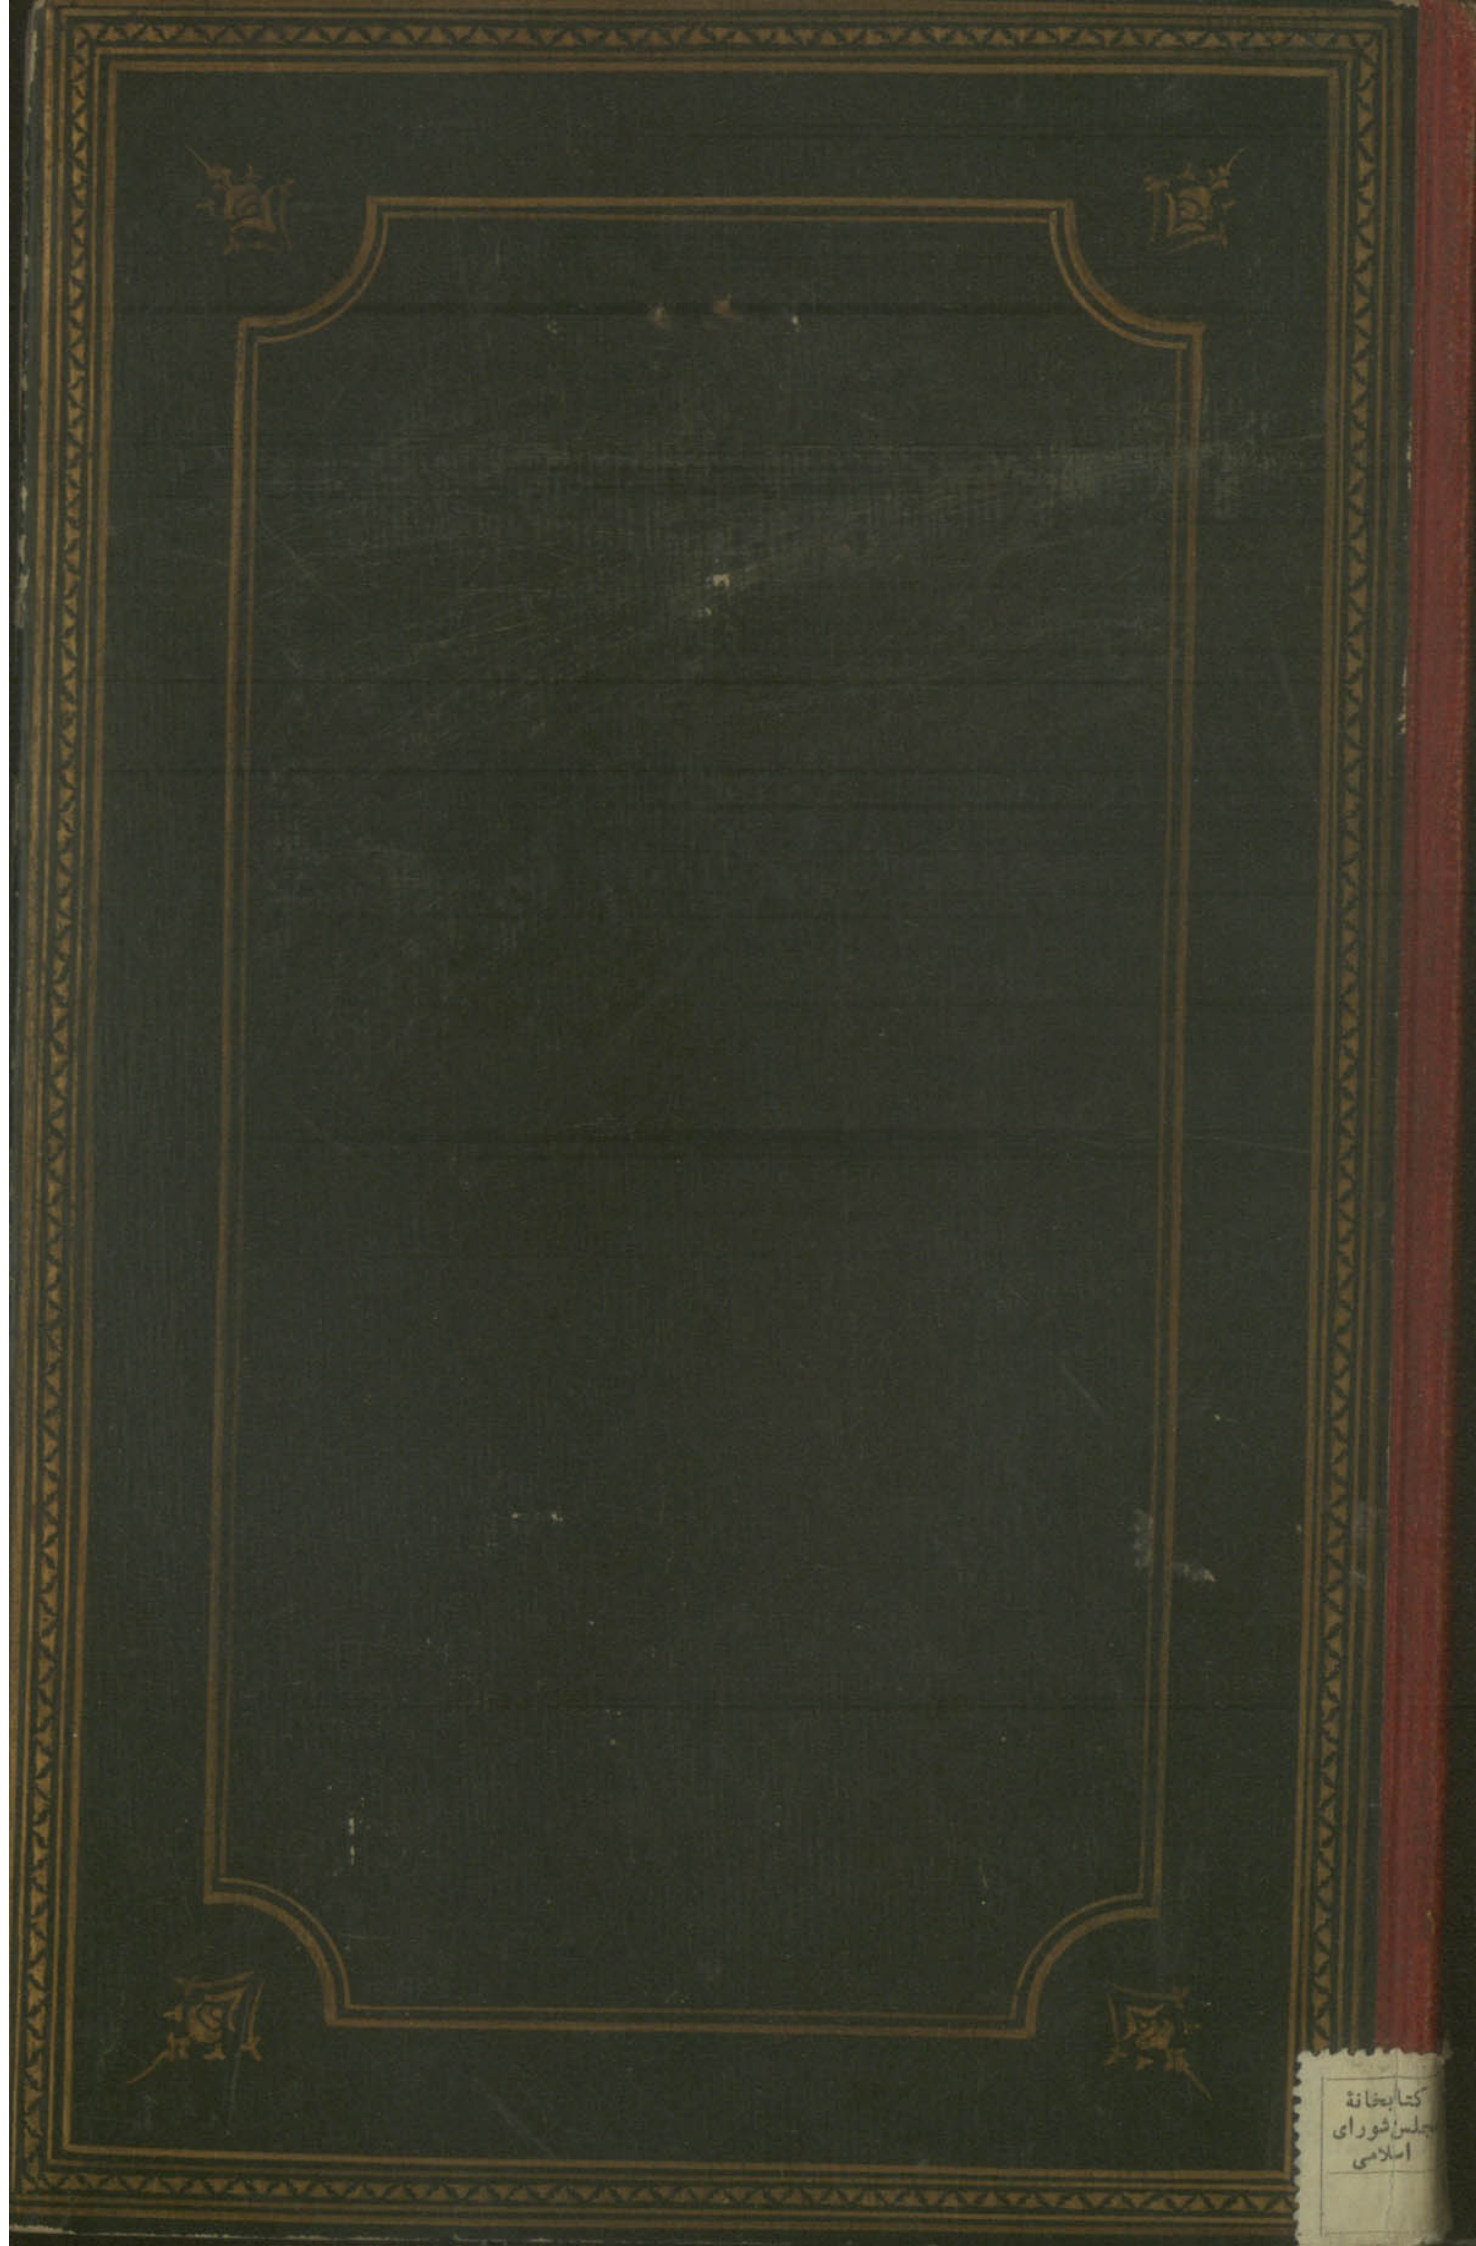 کتابخانهٔ
مجلس شورای
اسلامی